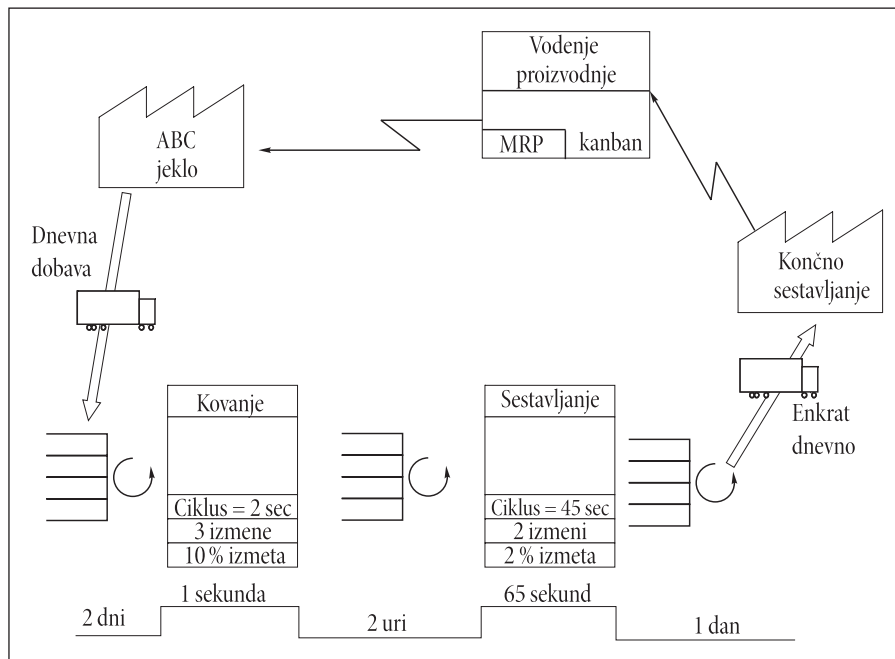 Vodenje
proizvodnje
MRP
kanban
ABC
jeklo
Dnevna
dobava
Končno
sestavljanje
Enkrat
dnevno
Kovanje
Ciklus = 2 sec
3 izmene
10 % izmeta
Sestavljanje
Ciklus = 45 sec
2 izmeni
2 % izmeta
2 dni
1 sekunda
2 uri
65 sekund
1 dan